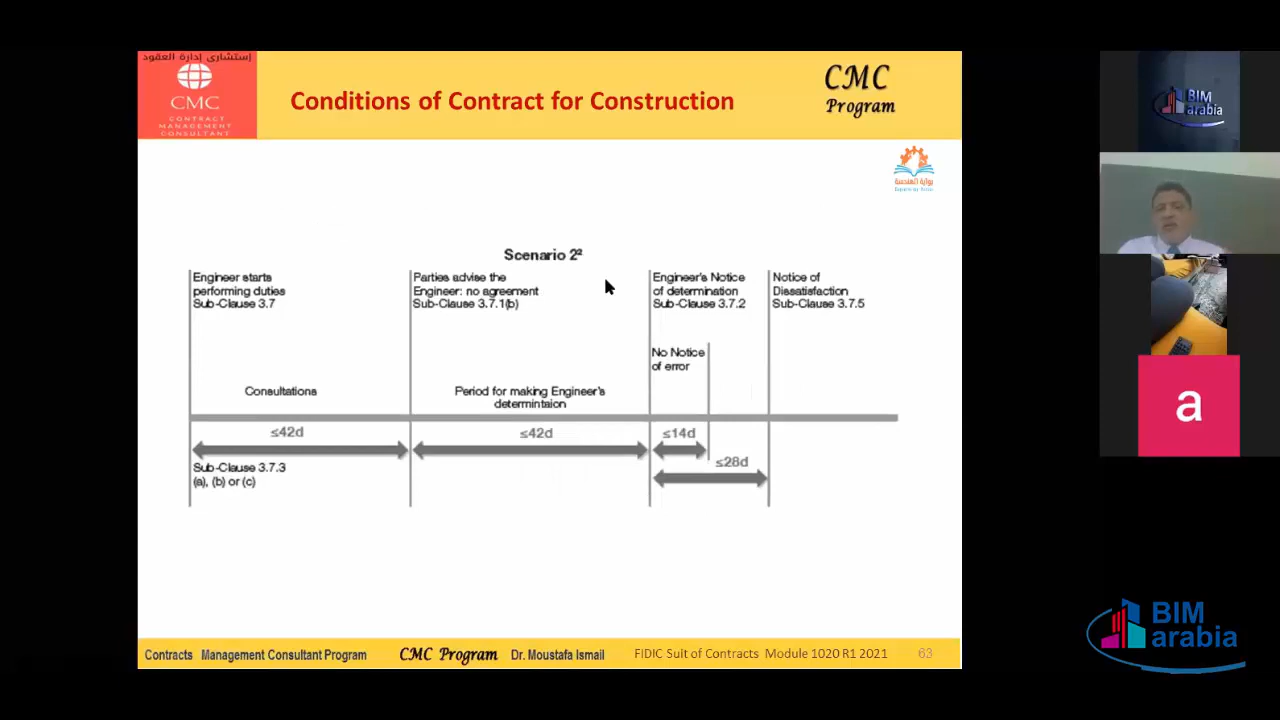 إستشارى إدارة العقود
CMC
CONTRACT
MANAGEMENT
CONSULTANT
Conditions of Contract for Construction
CMC
Program
بوابة الهندسة
Scenario 2²
Engineer starts
performing duties
Sub-Clause 3.7
Parties advise the
Engineer: no agreement
Sub-Clause 3.7.1(b)
Engineer's Notice
of determination
Sub-Clause 3.7.2
Notice of
Dissatisfaction
Sub-Clause 3.7.5
No Notice
of error
Consultations
Period for making Engineer's
determintaion
≤42d
≤42d
≤14d
≤28d
Sub-Clause 3.7.3
(a), (b) or (c)
Contracts Management Consultant Program
CMC Program
Dr. Moustafa Ismail
FIDIC Suit of Contracts Module 1020 R1 2021
63
BIM
arabia
a
BIM
arabia